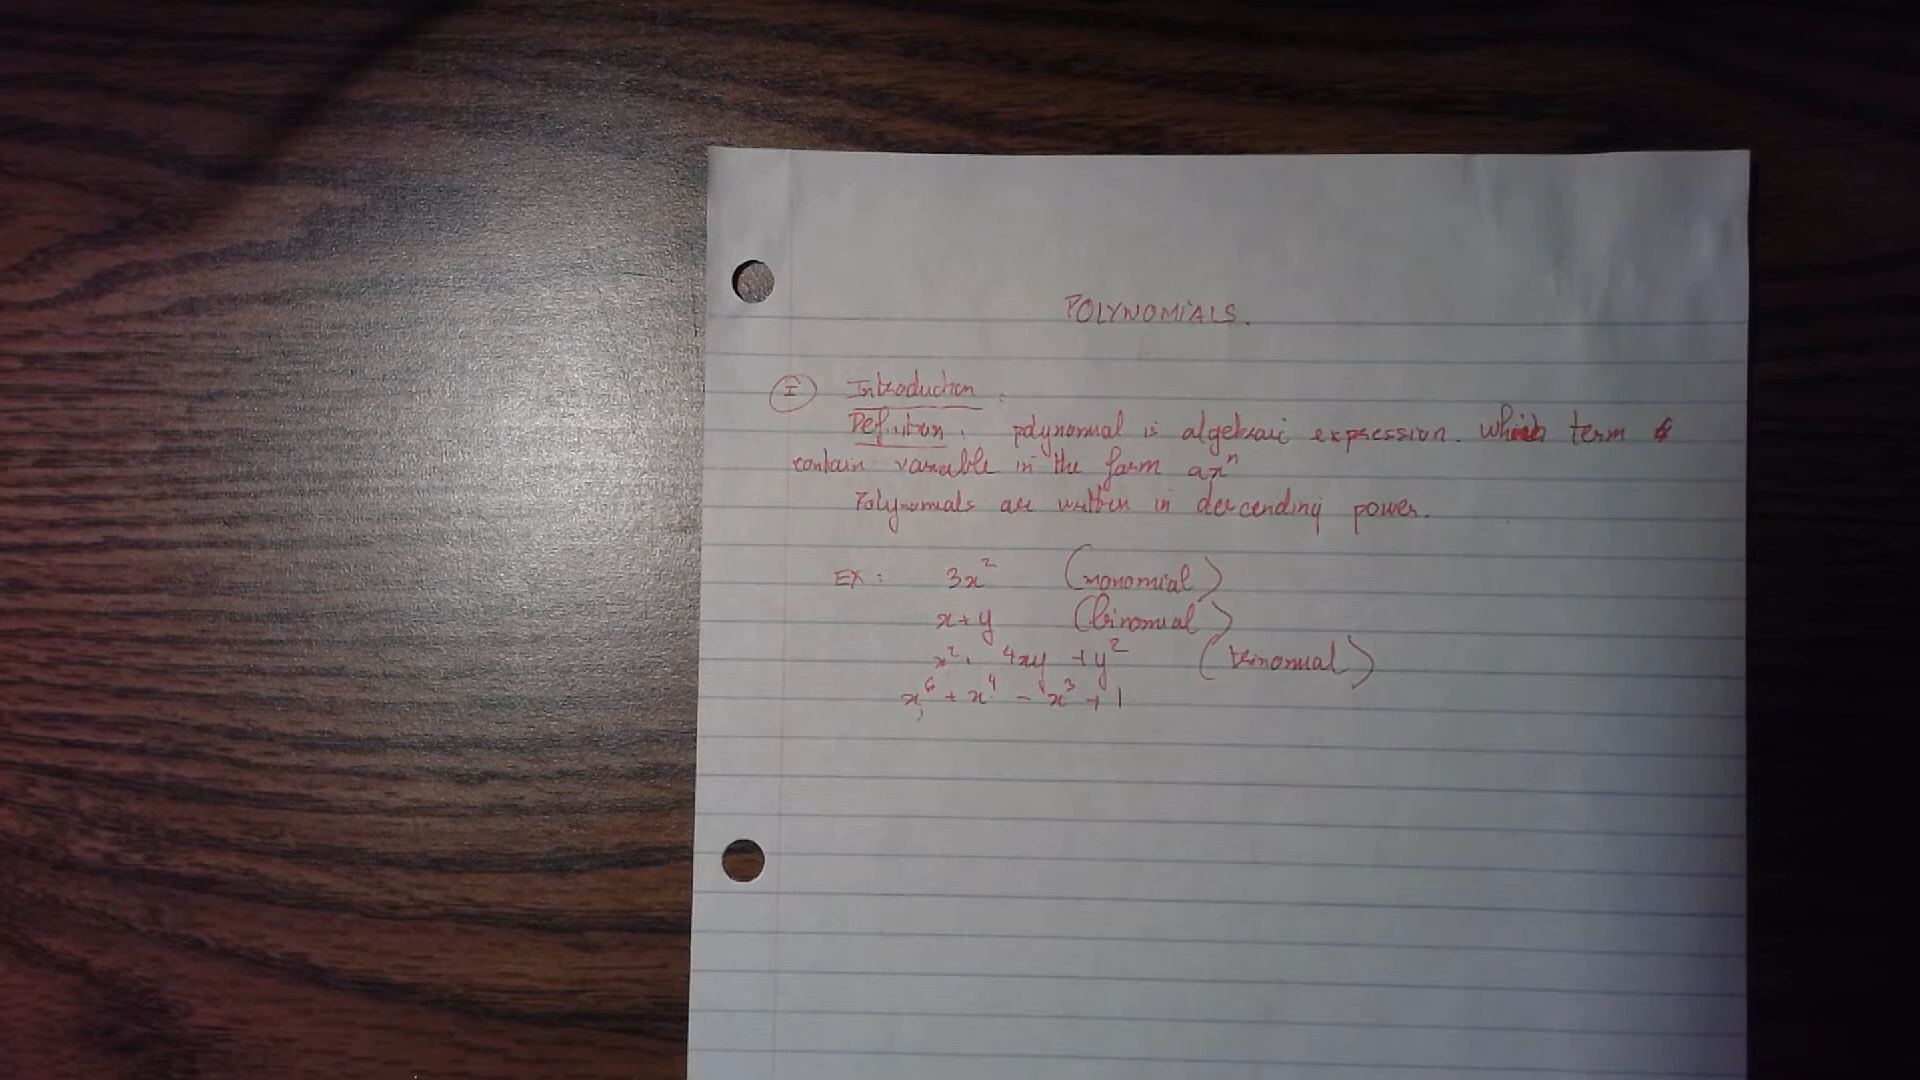 POLYNOMIALS.
I Introduction.
Definition. polynomial is algebraic expression. which term
contain variable in the form axⁿ
Polynomials are written in descending power.
EX: 3x² (monomial)
x+y (binomial)
x². 4xy +y² (trinomial)
x⁶ + x⁴ - x³ + 1